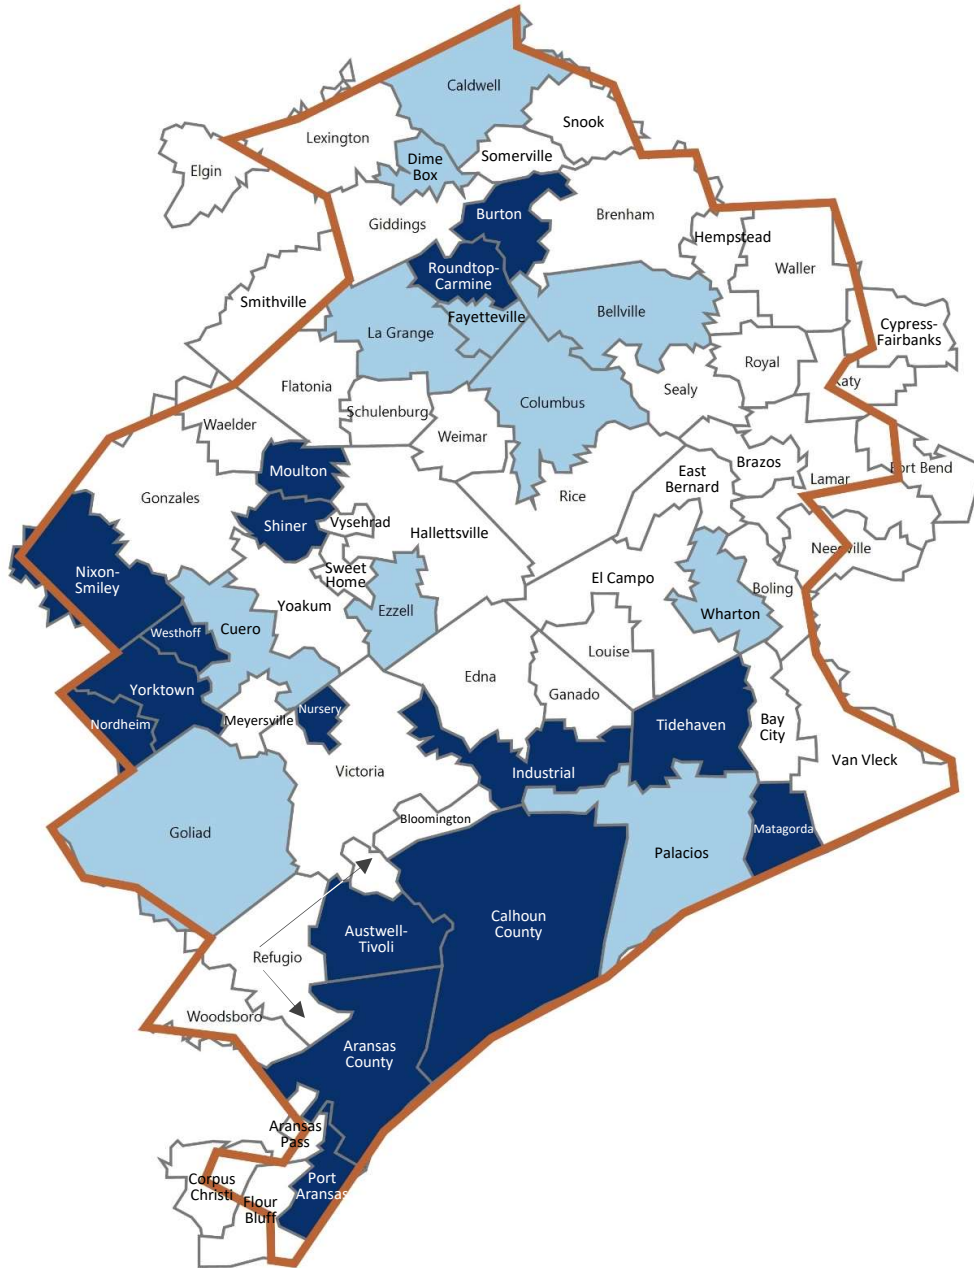 Caldwell
Snook
Lexington
Somerville
Elgin
Dime
Box
Burton
Brenham
Giddings
Hempstead
Waller
Roundtop-
Carmine
Smithville
Fayetteville
Bellville
La Grange
Cypress-
Fairbanks
Royal
Katy
Flatonia
Sealy
Columbus
Schulenburg
Waelder
Weimar
Brazos
Fort Bend
Moulton
East
Bernard
Lamar
Gonzales
Rice
Shiner
Vysehrad
Hallettsville
Needville
Sweet
Home
Nixon-
Smiley
El Campo
Boling
Yoakum
Ezzell
Wharton
Westhoff
Cuero
Louise
Edna
Yorktown
Ganado
Nordheim
Meyersville
Nursery
Tidehaven
Bay
City
Van Vleck
Victoria
Industrial
Bloomington
Matagorda
Goliad
Palacios
Calhoun
County
Austwell-
Tivoli
Refugio
Woodsboro
Aransas
County
Aransas
Pass
Corpus
Christi
Port
Aransas
Flour
Bluff